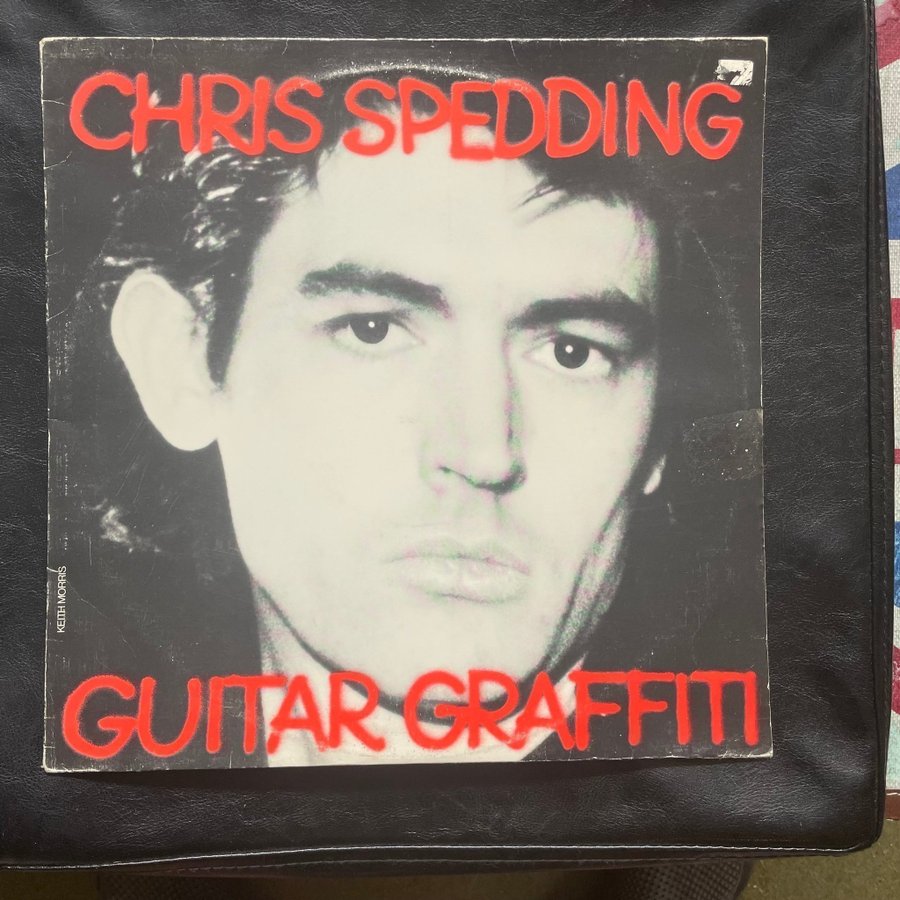 CHRIS SPEDDING
KEITH MORRIS
GUITAR GRAFFITI